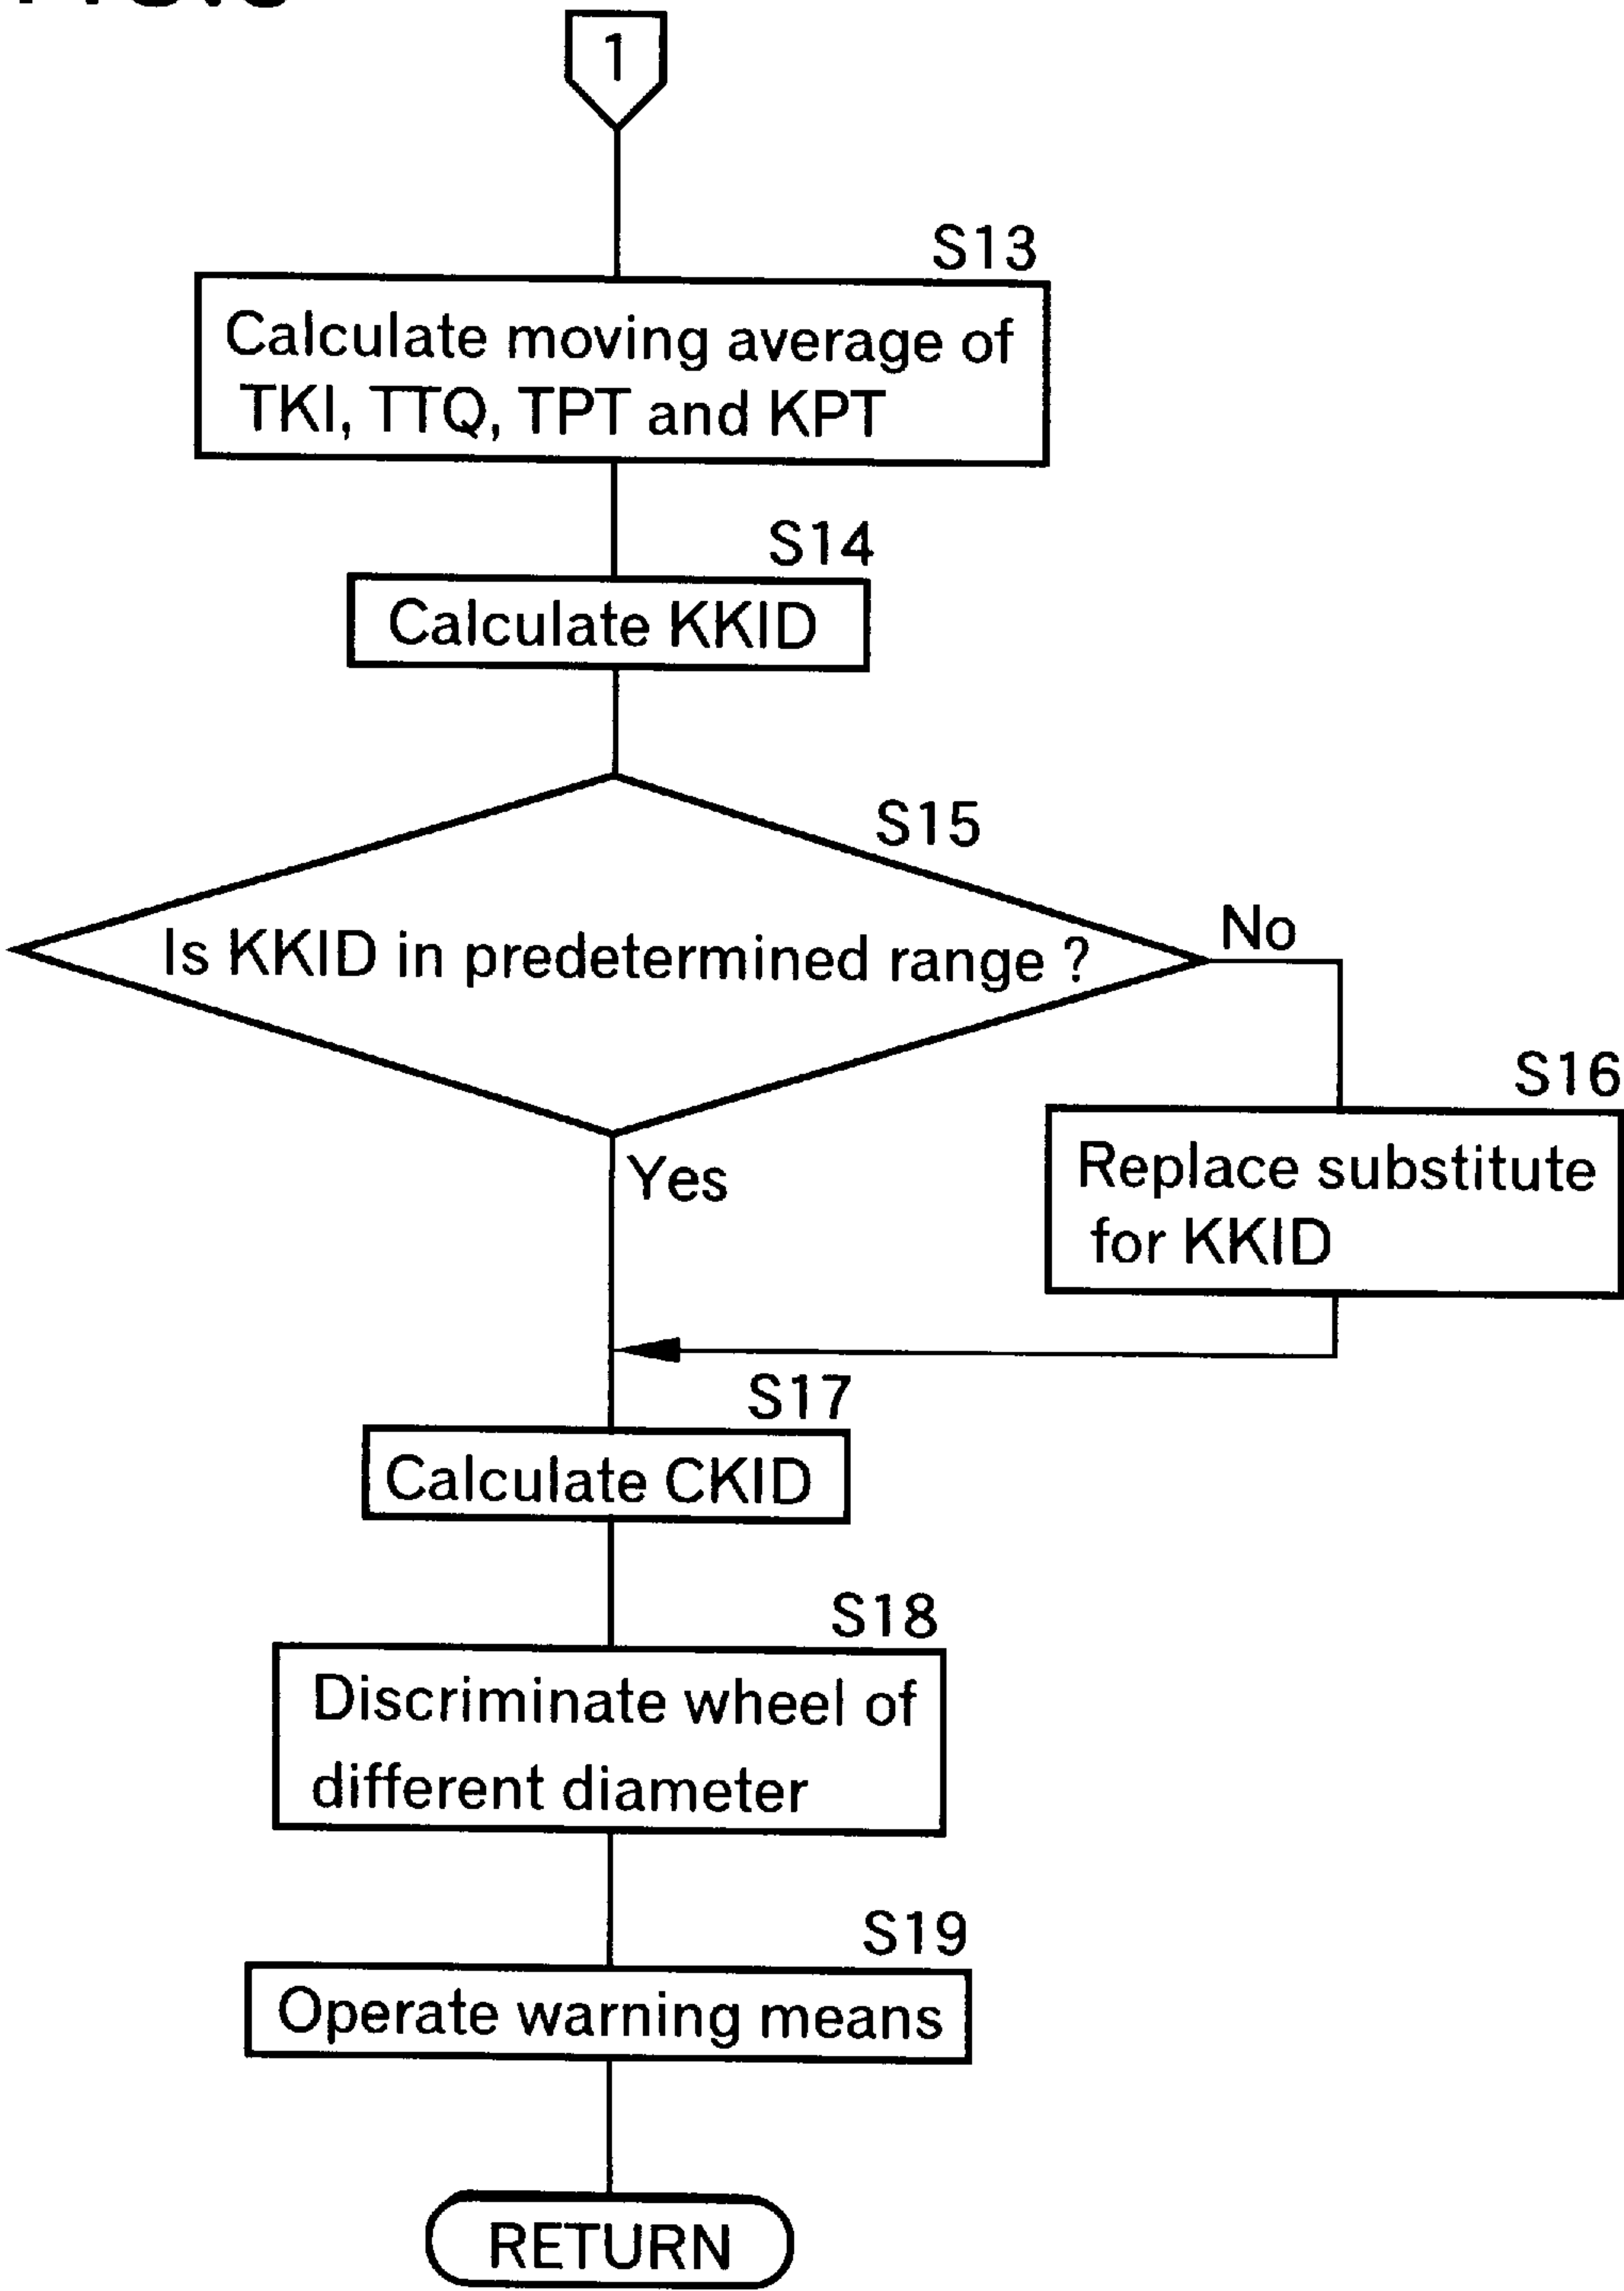 1
S13
Calculate moving average of
TKI, TTQ, TPT and KPT
S14
Calculate KKID
S15
Is KKID in predetermined range ?
No
S16
Replace substitute
for KKID
Yes
S17
Calculate CKID
S18
Discriminate wheel of
different diameter
S19
Operate warning means
RETURN